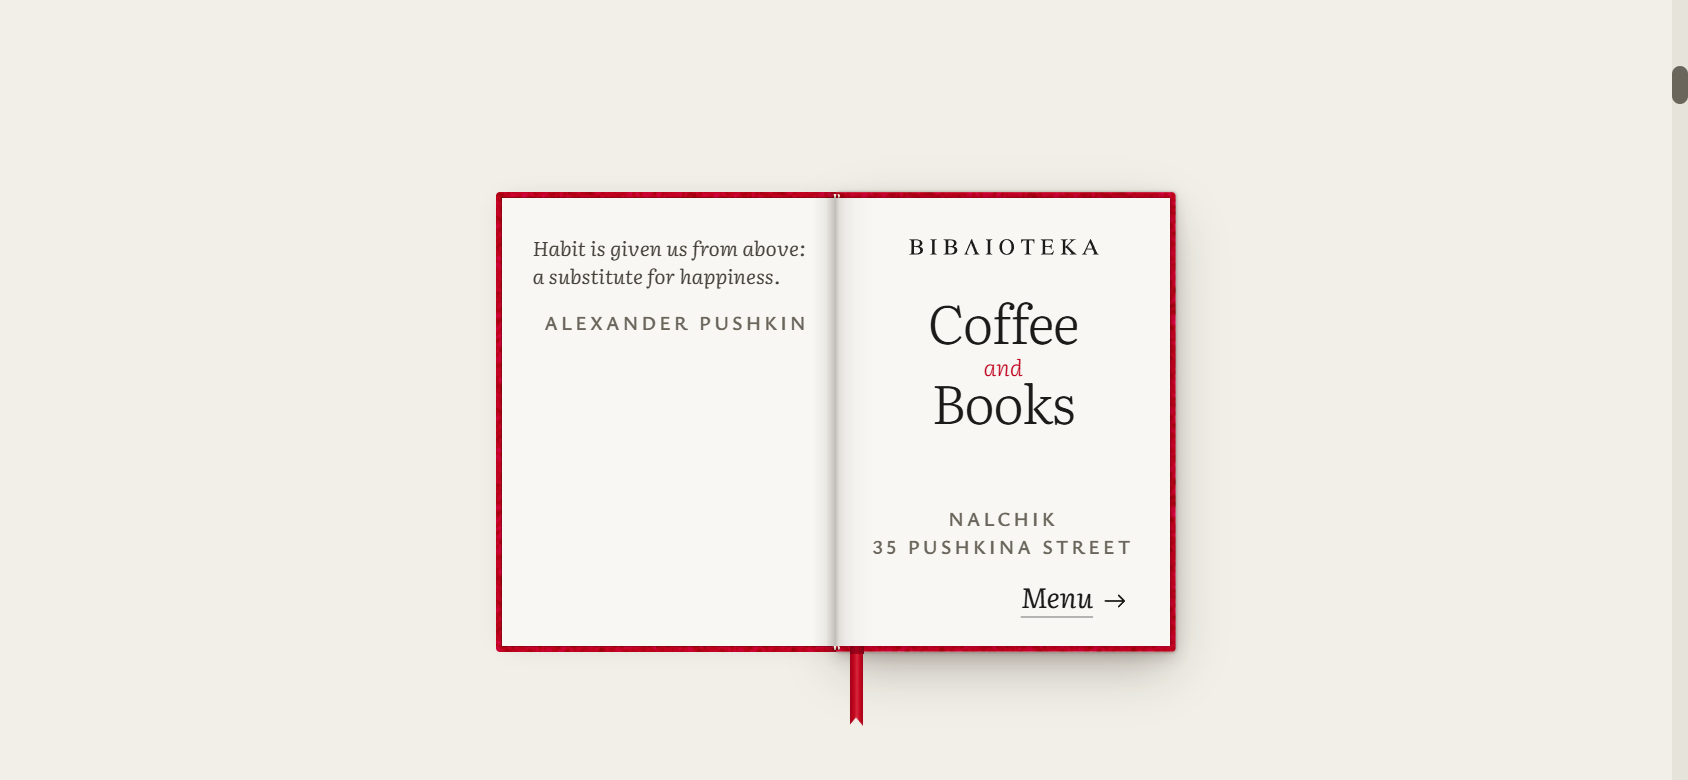 Habit is given us from above:
a substitute for happiness.
ALEXANDER PUSHKIN
BIBΛIOTEKA
Coffee
and
Books
NALCHIK
35 PUSHKINA STREET
Menu →